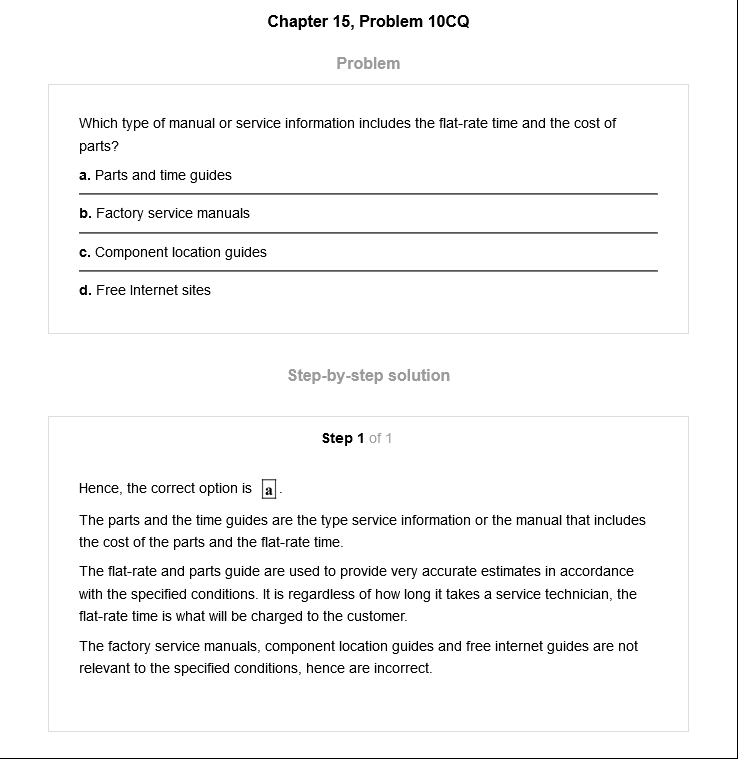 Chapter 15, Problem 10CQ
Problem
Which type of manual or service information includes the flat-rate time and the cost of
parts?
a. Parts and time guides
b. Factory service manuals
c. Component location guides
d. Free Internet sites
Step-by-step solution
Step 1 of 1
Hence, the correct option is a .
The parts and the time guides are the type service information or the manual that includes
the cost of the parts and the flat-rate time.
The flat-rate and parts guide are used to provide very accurate estimates in accordance
with the specified conditions. It is regardless of how long it takes a service technician, the
flat-rate time is what will be charged to the customer.
The factory service manuals, component location guides and free internet guides are not
relevant to the specified conditions, hence are incorrect.